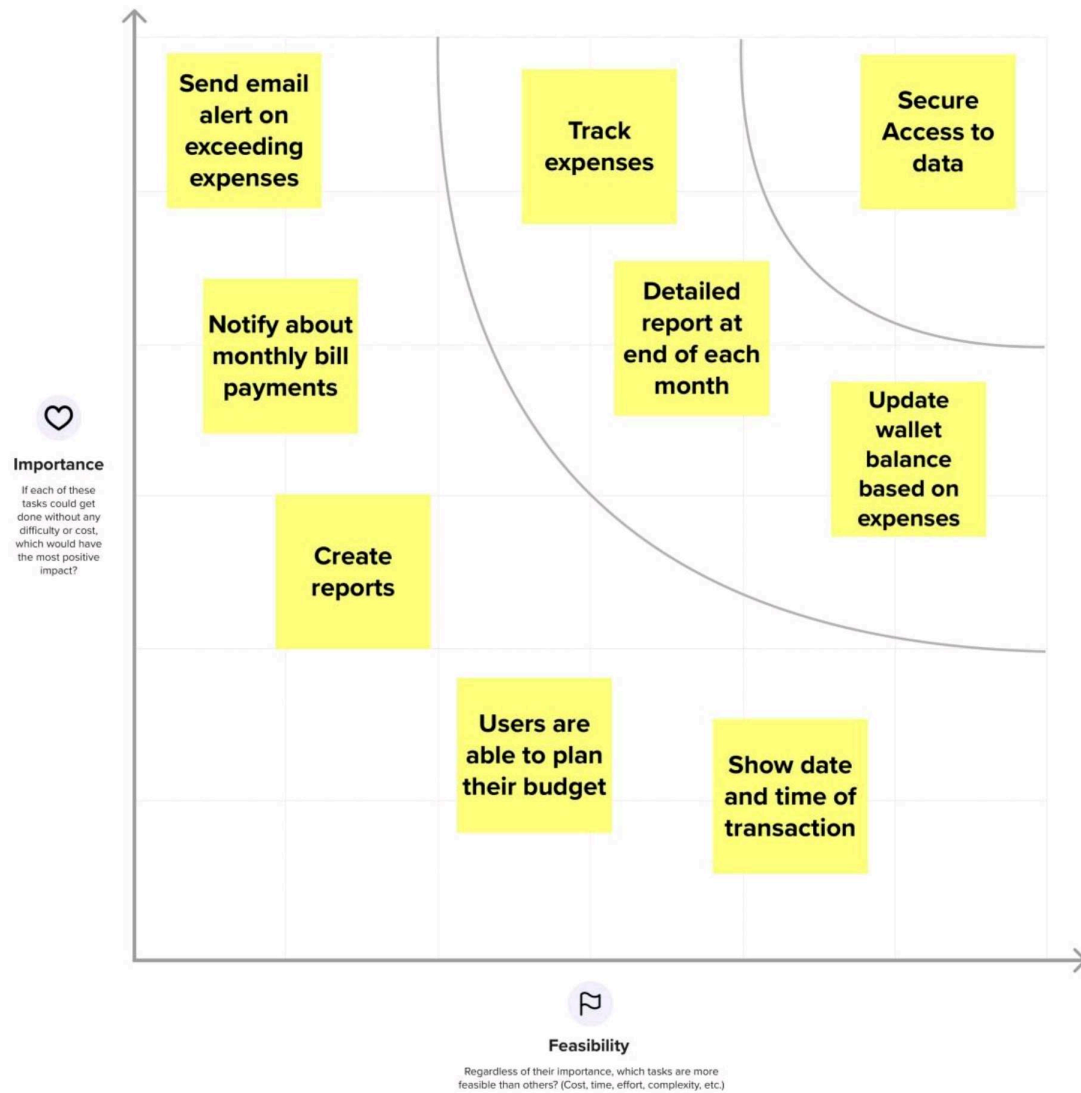 Send email
alert on
exceeding
expenses
Track
expenses
Secure
Access to
data
Notify about
monthly bill
payments
Detailed
report at
end of each
month
Update
wallet
balance
based on
expenses
Importance
If each of these
tasks could get
done without any
difficulty or cost,
which would have
the most positive
impact?
Create
reports
Users are
able to plan
their budget
Show date
and time of
transaction
Feasibility
Regardless of their importance, which tasks are more
feasible than others? (Cost, time, effort, complexity, etc.)